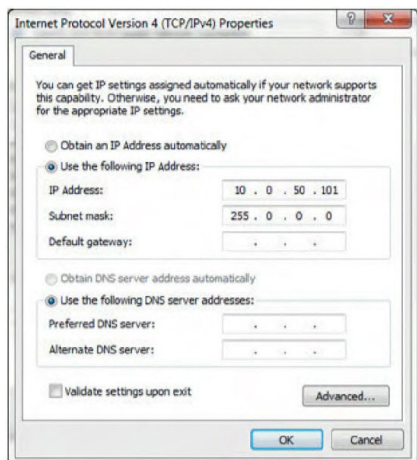 Internet Protocol Version 4 (TCP/IPv4) Properties
General
You can get IP settings assigned automatically if your network supports
this capability. Otherwise, you need to ask your network administrator
for the appropriate IP settings.
Obtain an IP Address automatically
Use the following IP Address:
IP Address: 10 . 0 . 50 . 101
Subnet mask: 255 . 0 . 0 . 0
Default gateway: . . .
Obtain DNS server address automatically
Use the following DNS server addresses:
Preferred DNS server: . . .
Alternate DNS server: . . .
Validate settings upon exit
Advanced...
OK Cancel